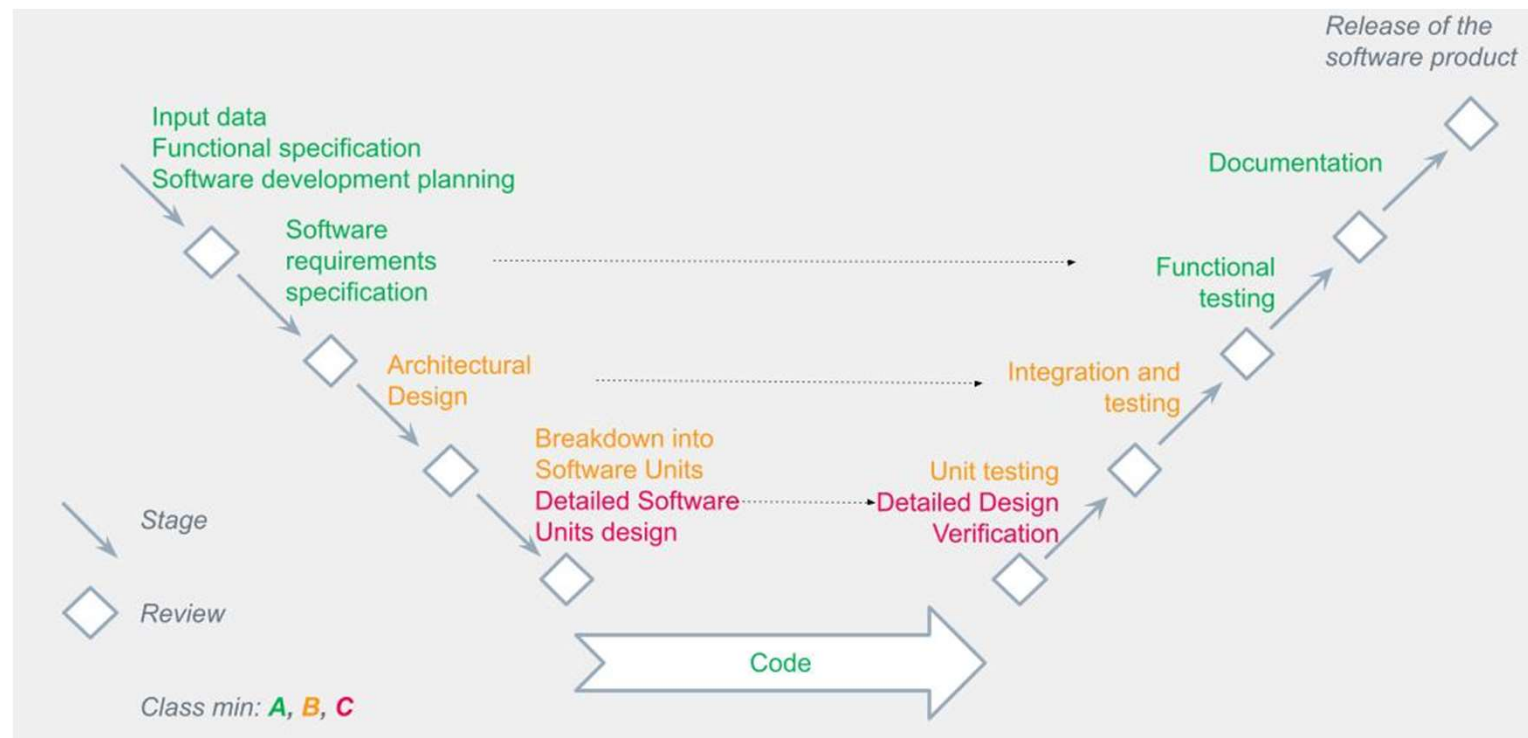 Release of the
software product
Input data
Functional specification
Software development planning
Documentation
Software
requirements
specification
Functional
testing
Architectural
Design
Integration and
testing
Breakdown into
Software Units
Detailed Software
Units design
Unit testing
Detailed Design
Verification
Stage
Review
Code
Class min: A, B, C